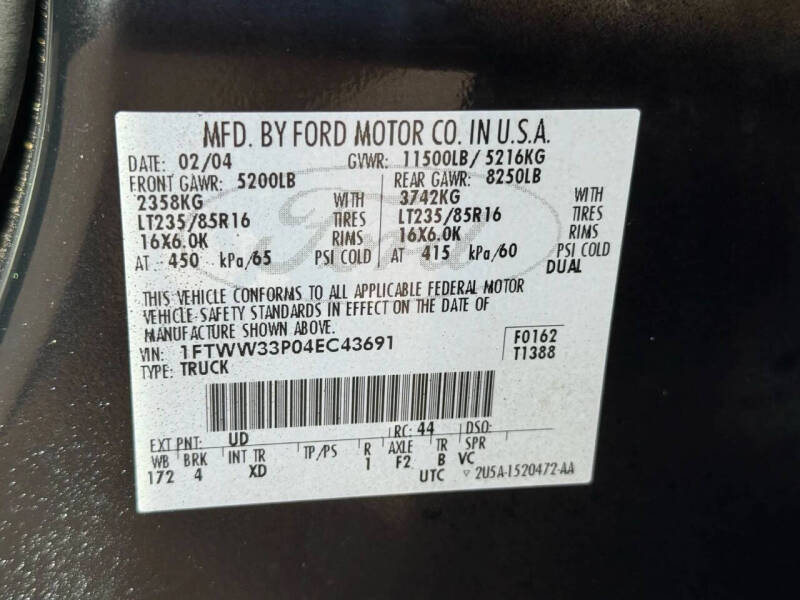 MFD. BY FORD MOTOR CO. IN U.S.A.
DATE: 02/04 GVWR: 11500LB/ 5216KG
FRONT GAWR: 5200LB REAR GAWR: 8250LB
2358KG WITH 3742KG WITH
LT235/85R16 TIRES LT235/85R16 TIRES
16X6.0K RIMS 16X6.0K RIMS
AT 450 kPa/65 PSI COLD AT 415 kPa/60 PSI COLD
DUAL
Ford
THIS VEHICLE CONFORMS TO ALL APPLICABLE FEDERAL MOTOR
VEHICLE SAFETY STANDARDS IN EFFECT ON THE DATE OF
MANUFACTURE SHOWN ABOVE.
VIN: 1FTWW33P04EC43691 F0162
TYPE: TRUCK T1388
EXT PNT: UD RC: 44 DSO:
WB BRK INT TR TP/PS R AXLE TR SPR
172 4 XD 1 F2 B VC
UTC ▽ 2U5A-1520472-AA